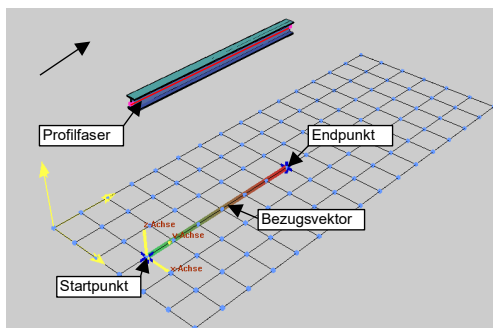 Profilfaser
Endpunkt
Bezugsvektor
z-Achse
y-Achse
x-Achse
Startpunkt